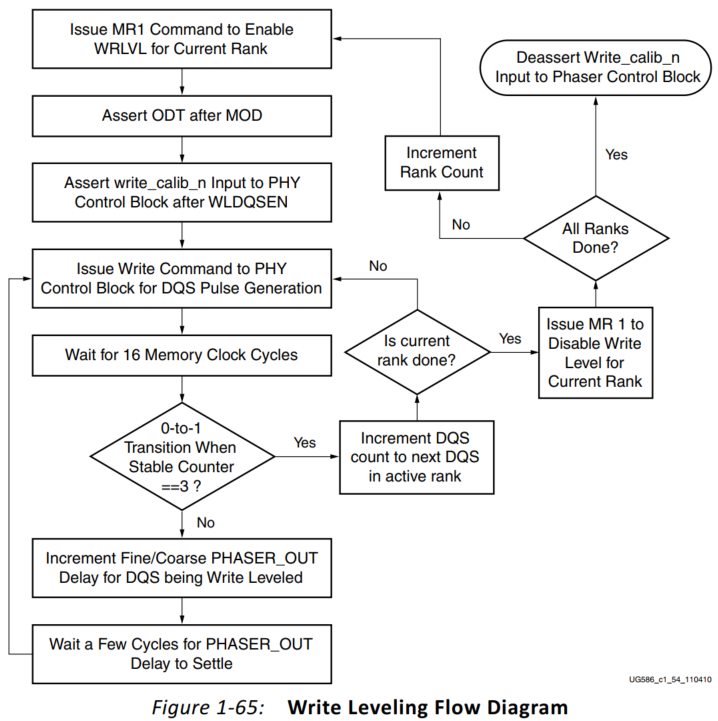 Issue MR1 Command to Enable
WRLVL for Current Rank
Assert ODT after MOD
Assert write_calib_n Input to PHY
Control Block after WLDQSEN
Issue Write Command to PHY
Control Block for DQS Pulse Generation
Wait for 16 Memory Clock Cycles
0-to-1
Transition When
Stable Counter
==3 ?
Yes
No
Increment Fine/Coarse PHASER_OUT
Delay for DQS being Write Leveled
Wait a Few Cycles for PHASER_OUT
Delay to Settle
Increment DQS
count to next DQS
in active rank
Is current
rank done?
No
Yes
Issue MR 1 to
Disable Write
Level for
Current Rank
All Ranks
Done?
No
Yes
Increment
Rank Count
Deassert Write_calib_n
Input to Phaser Control Block
UG586_c1_54_110410
Figure 1-65: Write Leveling Flow Diagram